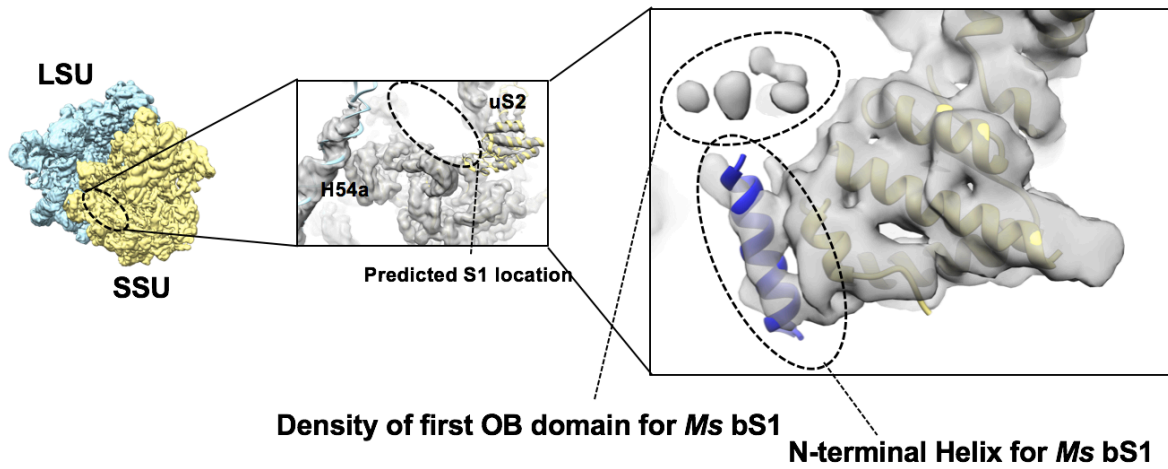 LSU
SSU
uS2
H54a
Predicted S1 location
Density of first OB domain for Ms bS1
N-terminal Helix for Ms bS1